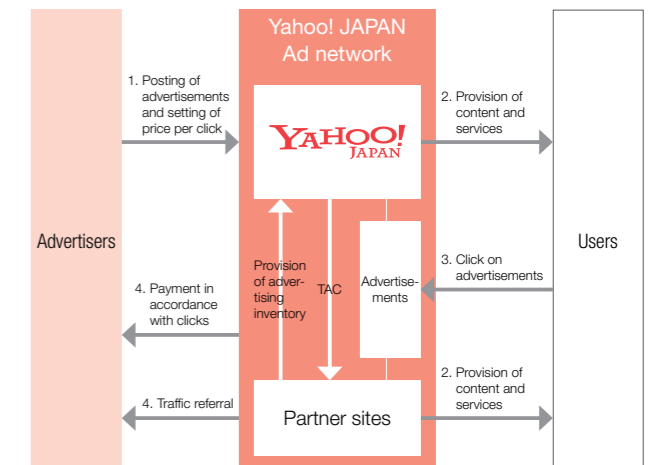 Yahoo! JAPAN
Ad network
1. Posting of
advertisements
and setting of
price per click
YAHOO!
JAPAN
2. Provision of
content and
services
Advertisers
Users
Provision
of adver-
tising
inventory
TAC
Advertise-
ments
3. Click on
advertisements
4. Payment in
accordance
with clicks
4. Traffic referral
Partner sites
2. Provision of
content and
services